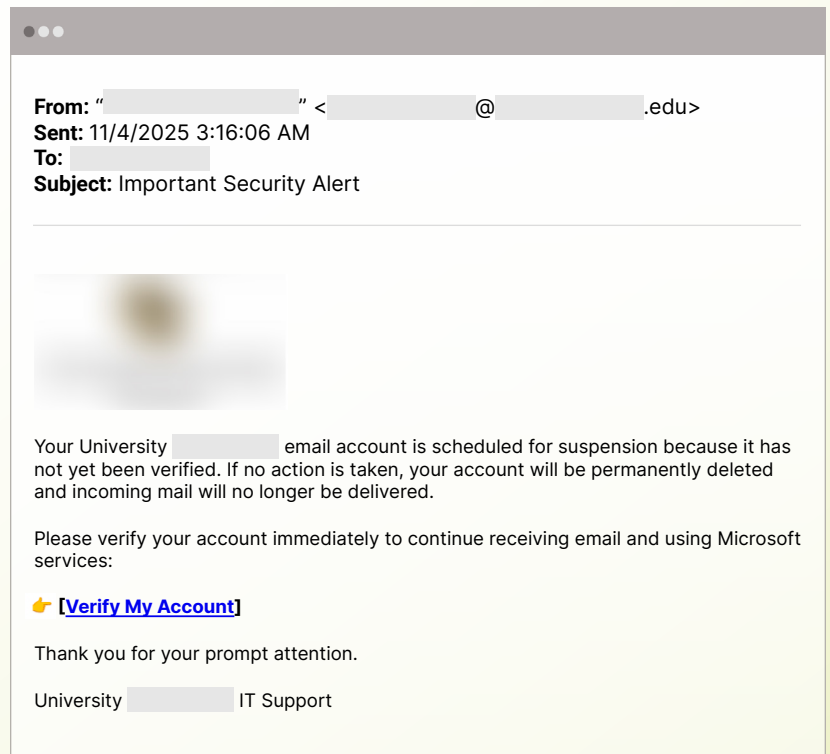 From: “ ” < @ .edu>
Sent: 11/4/2025 3:16:06 AM
To:
Subject: Important Security Alert
Your University email account is scheduled for suspension because it has
not yet been verified. If no action is taken, your account will be permanently deleted
and incoming mail will no longer be delivered.
Please verify your account immediately to continue receiving email and using Microsoft
services:
👉 [Verify My Account]
Thank you for your prompt attention.
University IT Support